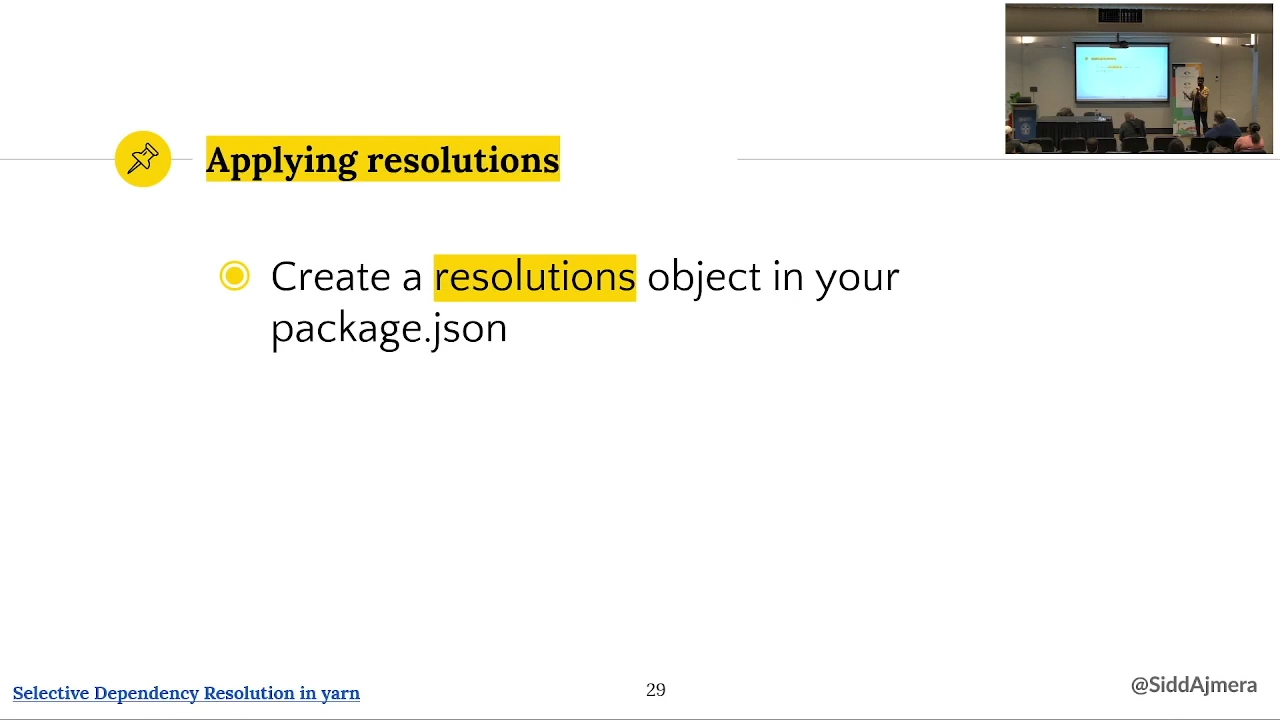 Applying resolutions
Create a resolutions object in your
package.json
Selective Dependency Resolution in yarn
29
@SiddAjmera